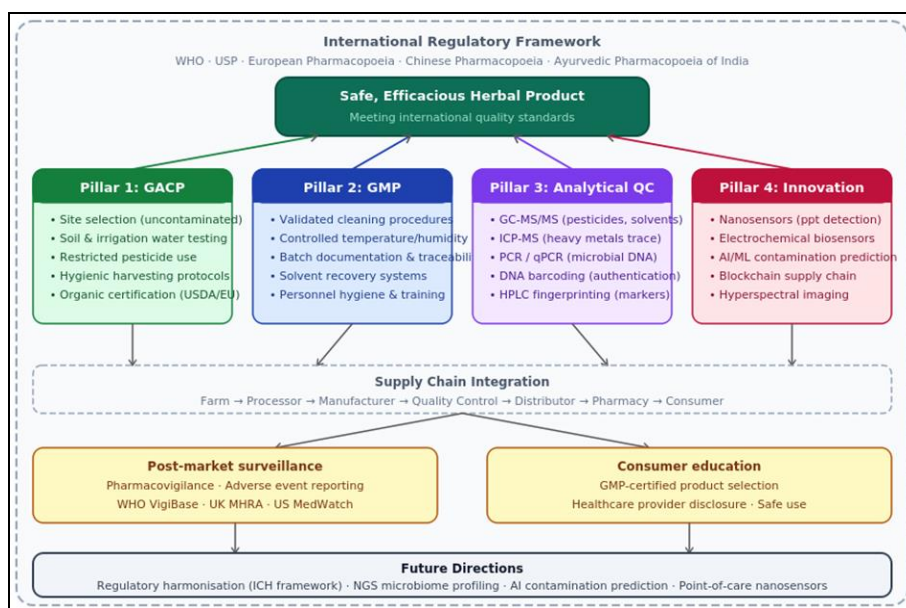 International Regulatory Framework
WHO · USP · European Pharmacopoeia · Chinese Pharmacopoeia · Ayurvedic Pharmacopoeia of India
Safe, Efficacious Herbal Product
Meeting international quality standards
Pillar 1: GACP
• Site selection (uncontaminated)
• Soil & irrigation water testing
• Restricted pesticide use
• Hygienic harvesting protocols
• Organic certification (USDA/EU)
Pillar 2: GMP
• Validated cleaning procedures
• Controlled temperature/humidity
• Batch documentation & traceabili
• Solvent recovery systems
• Personnel hygiene & training
Pillar 3: Analytical QC
• GC-MS/MS (pesticides, solvents)
• ICP-MS (heavy metals trace)
• PCR / qPCR (microbial DNA)
• DNA barcoding (authentication)
• HPLC fingerprinting (markers)
Pillar 4: Innovation
• Nanosensors (ppt detection)
• Electrochemical biosensors
• AI/ML contamination prediction
• Blockchain supply chain
• Hyperspectral imaging
Supply Chain Integration
Farm → Processor → Manufacturer → Quality Control → Distributor → Pharmacy → Consumer
Post-market surveillance
Pharmacovigilance · Adverse event reporting
WHO VigiBase · UK MHRA · US MedWatch
Consumer education
GMP-certified product selection
Healthcare provider disclosure · Safe use
Future Directions
Regulatory harmonisation (ICH framework) · NGS microbiome profiling · AI contamination prediction · Point-of-care nanosensors